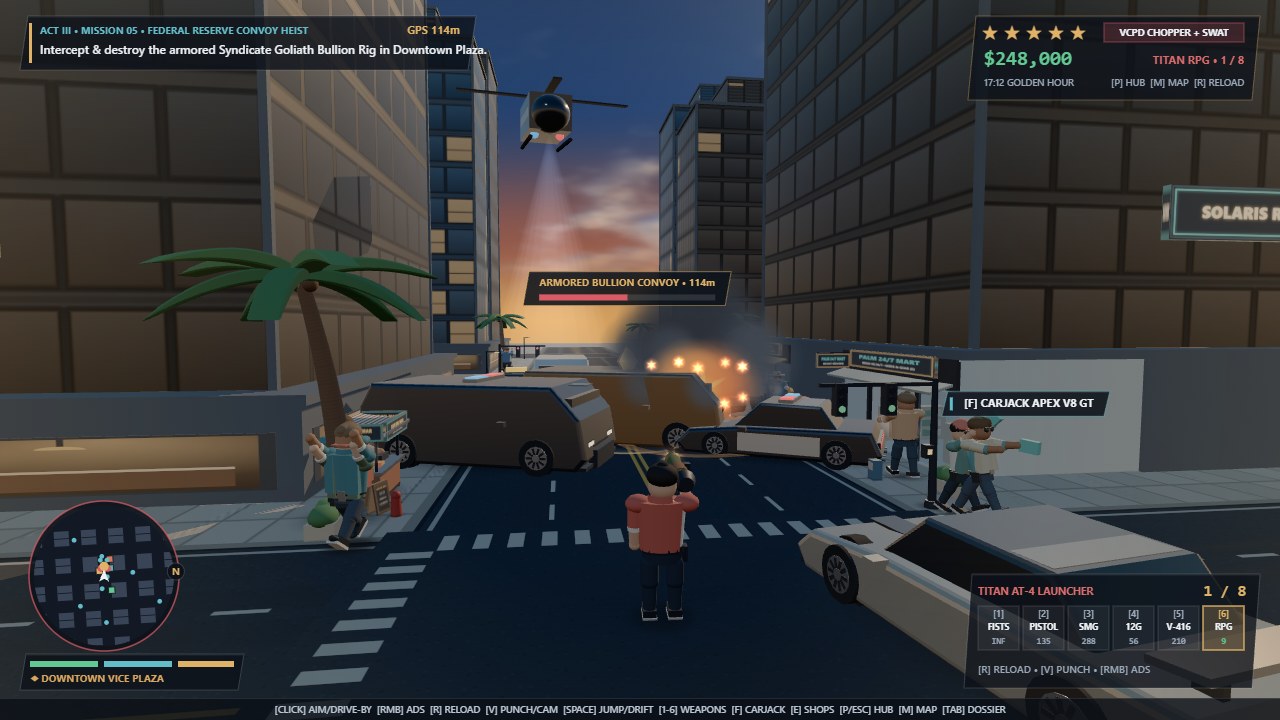 ACT III • MISSION 05 • FEDERAL RESERVE CONVOY HEIST
GPS 114m
Intercept & destroy the armored Syndicate Goliath Bullion Rig in Downtown Plaza.
★ ★ ★ ★ ★
VCPD CHOPPER + SWAT
$248,000
TITAN RPG • 1 / 8
17:12 GOLDEN HOUR
[P] HUB [M] MAP [R] RELOAD
SOLARIS
ARMORED BULLION CONVOY • 114m
PALM 24/7 MART
[F] CARJACK APEX V8 GT
N
◆ DOWNTOWN VICE PLAZA
TITAN AT-4 LAUNCHER
1 / 8
[1] [2] [3] [4] [5] [6]
FISTS PISTOL SMG 12G V-416 RPG
INF 135 288 56 210 9
[R] RELOAD • [V] PUNCH • [RMB] ADS
[CLICK] AIM/DRIVE-BY [RMB] ADS [R] RELOAD [V] PUNCH/CAM [SPACE] JUMP/DRIFT [1-6] WEAPONS [F] CARJACK [E] SHOPS [P/ESC] HUB [M] MAP [TAB] DOSSIER